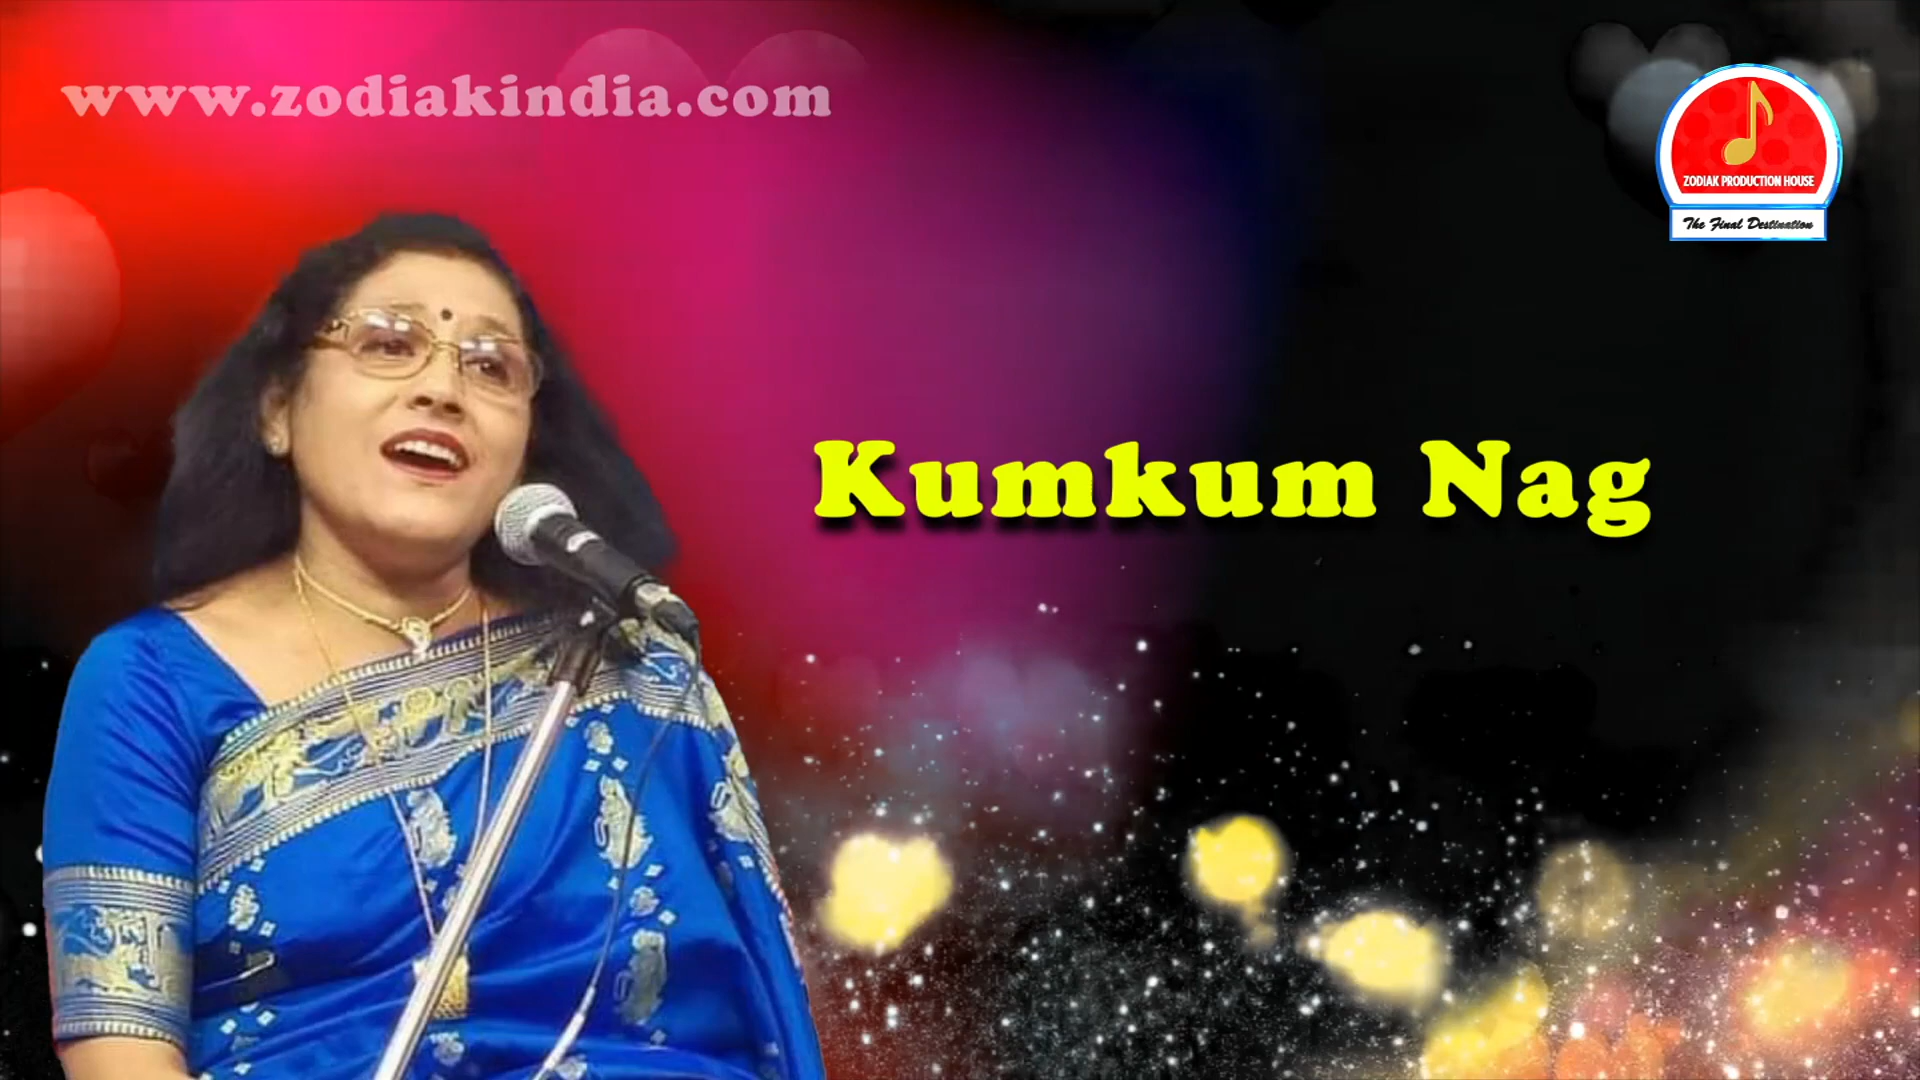 www.zodiakindia.com
ZODIAK PRODUCTION HOUSE
The Final Destination
Kumkum Nag